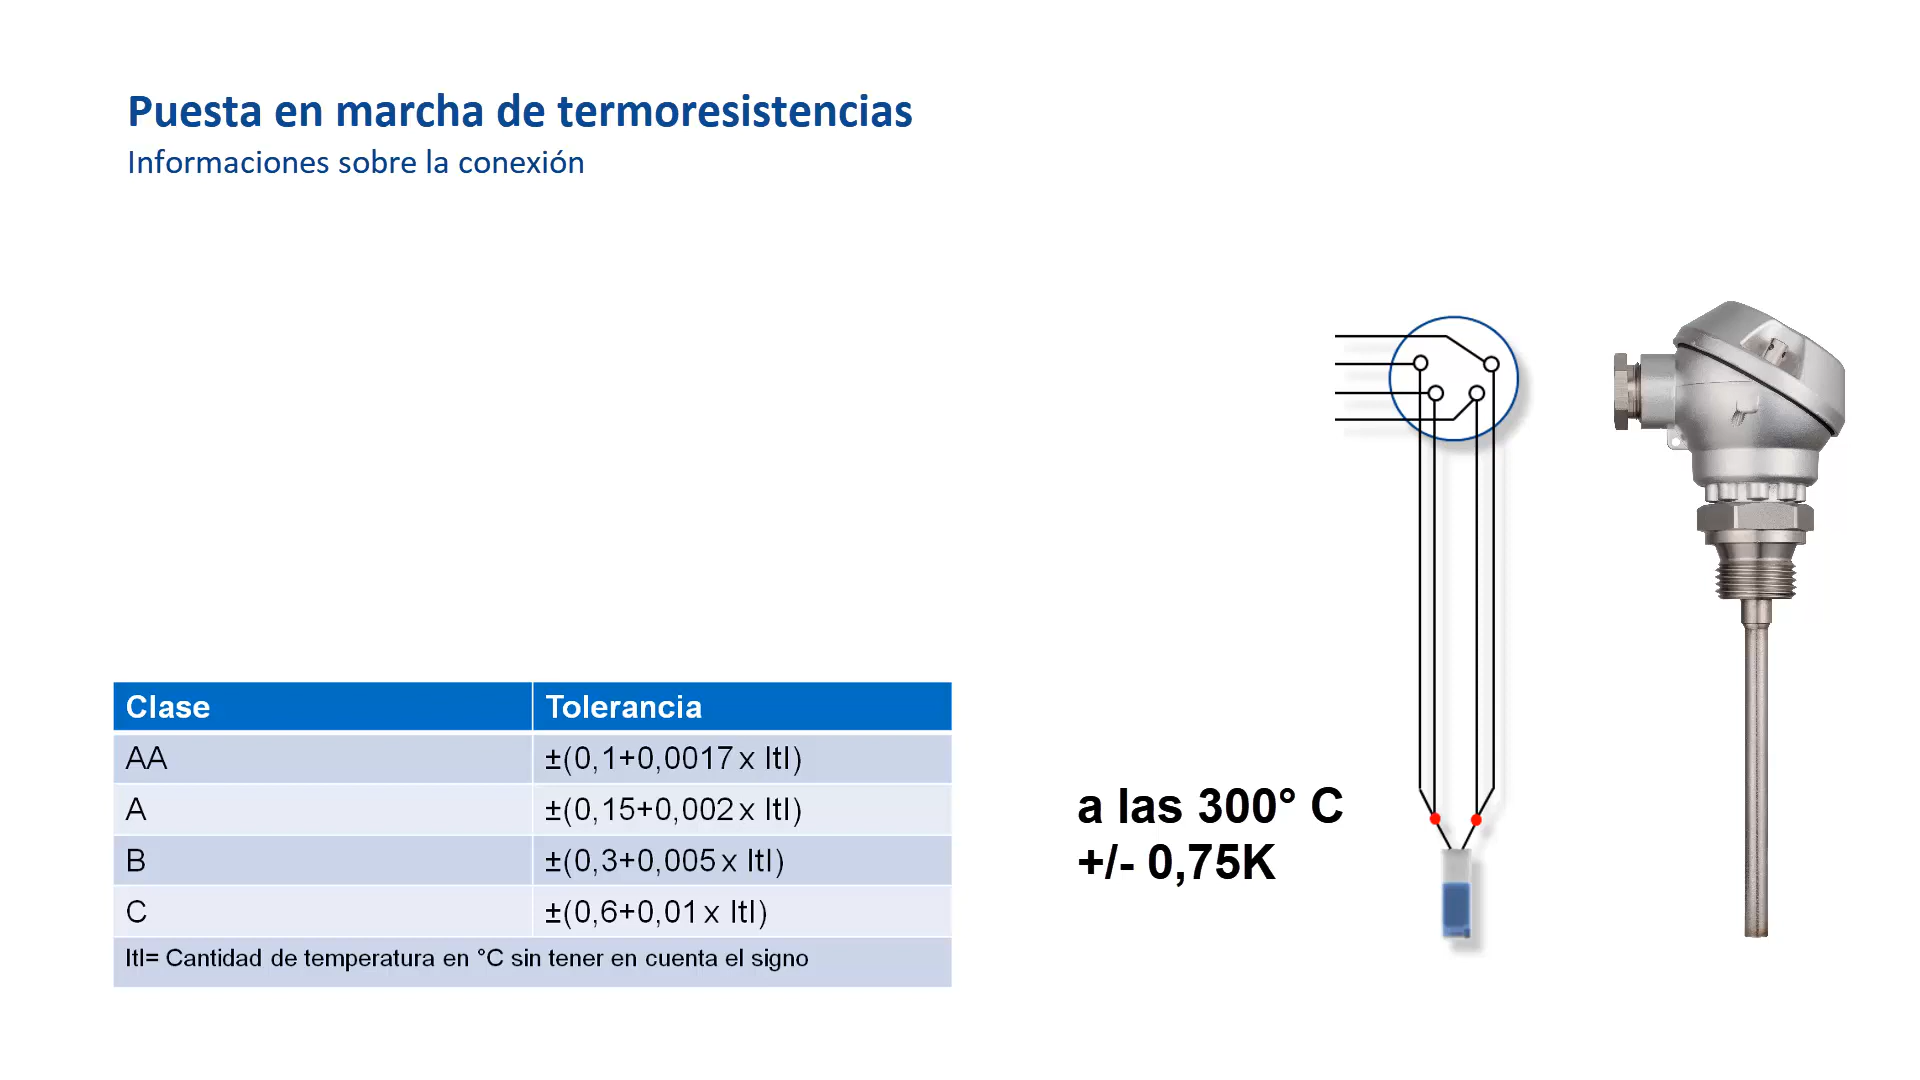 Puesta en marcha de termoresistencias
Informaciones sobre la conexión
Clase Tolerancia
AA ±(0,1+0,0017 x ItI)
A ±(0,15+0,002 x ItI)
B ±(0,3+0,005 x ItI)
C ±(0,6+0,01 x ItI)
ItI= Cantidad de temperatura en °C sin tener en cuenta el signo
a las 300° C
+/- 0,75K